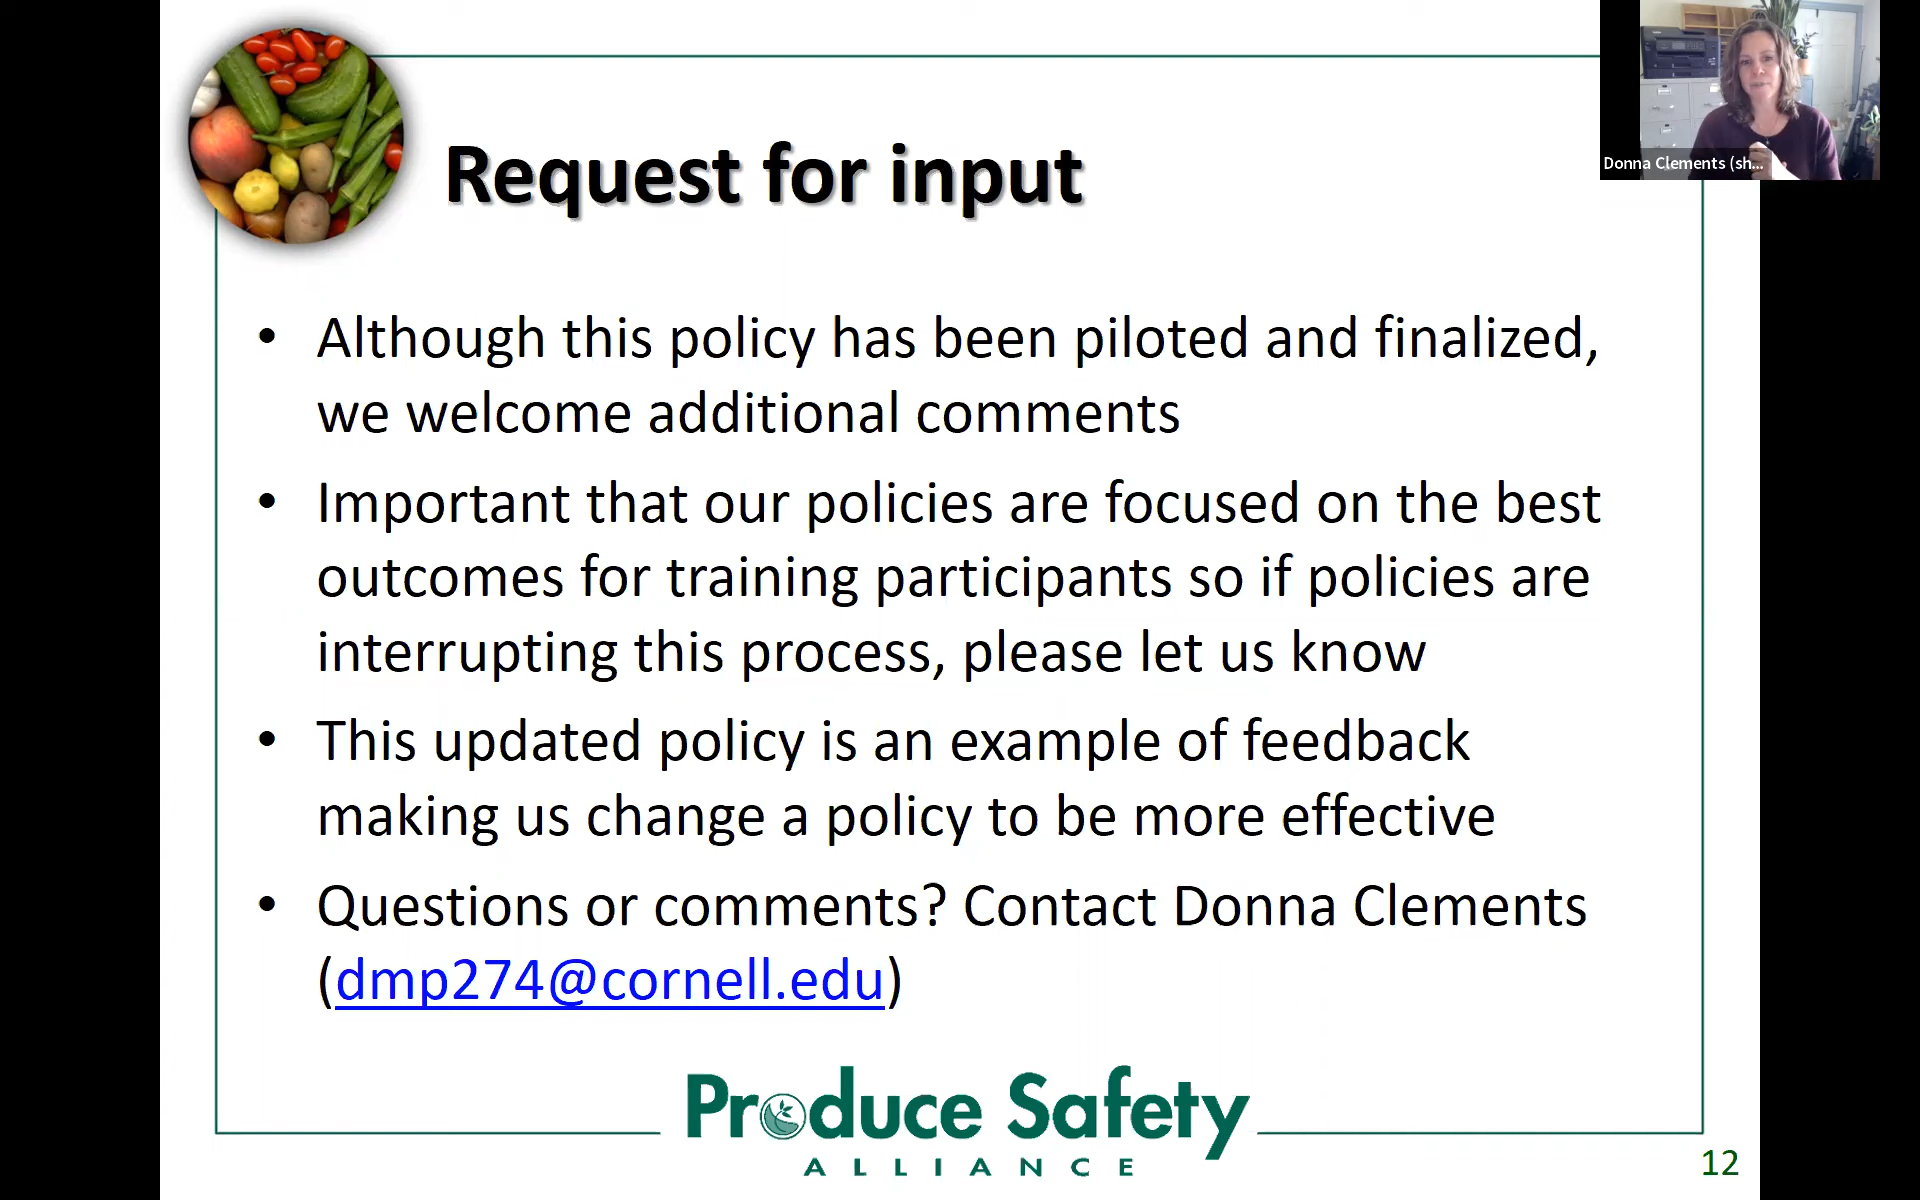 Donna Clements (sh...
Request for input
• Although this policy has been piloted and finalized,
we welcome additional comments
• Important that our policies are focused on the best
outcomes for training participants so if policies are
interrupting this process, please let us know
• This updated policy is an example of feedback
making us change a policy to be more effective
• Questions or comments? Contact Donna Clements
(dmp274@cornell.edu)
Produce Safety
ALLIANCE
12